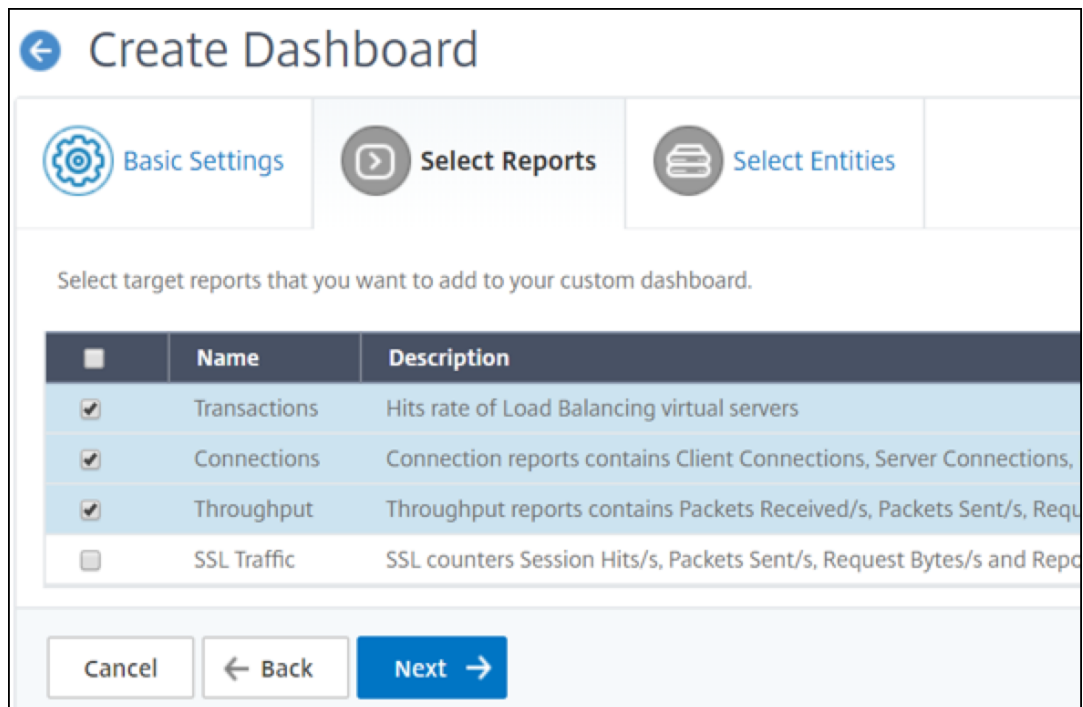 Create Dashboard
Basic Settings
Select Reports
Select Entities
Select target reports that you want to add to your custom dashboard.
Name Description
Transactions Hits rate of Load Balancing virtual servers
Connections Connection reports contains Client Connections, Server Connections,
Throughput Throughput reports contains Packets Received/s, Packets Sent/s, Requ
SSL Traffic SSL counters Session Hits/s, Packets Sent/s, Request Bytes/s and Repo
Cancel Back Next